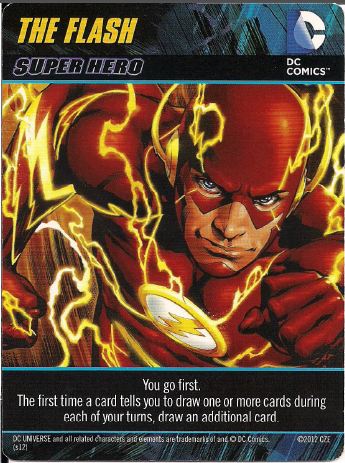 THE FLASH
SUPER HERO
DC
COMICS™
You go first.
The first time a card tells you to draw one or more cards during
each of your turns, draw an additional card.
DC UNIVERSE and all related characters and elements are trademarks of and © DC Comics.
(s12)
©2012 CZE